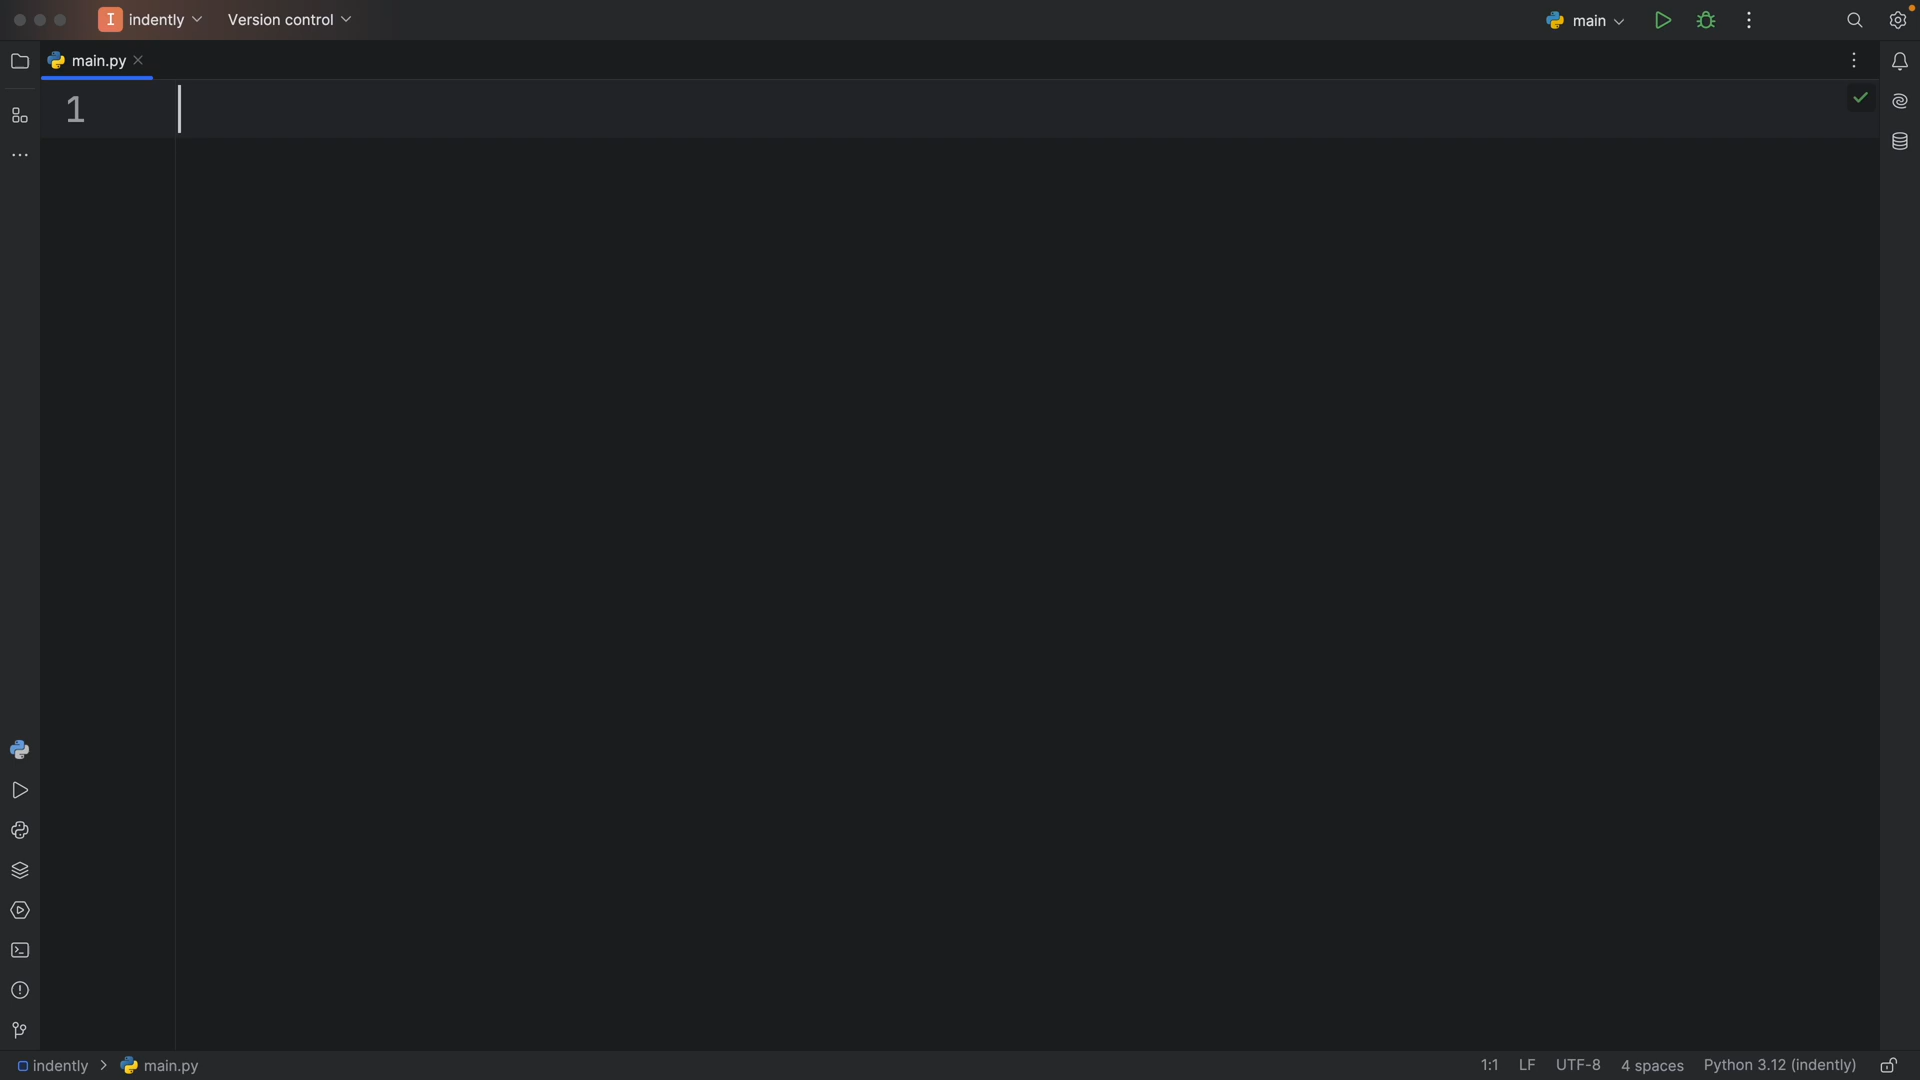 I indently Version control main
main.py
1
indently main.py 1:1 LF UTF-8 4 spaces Python 3.12 (indently)